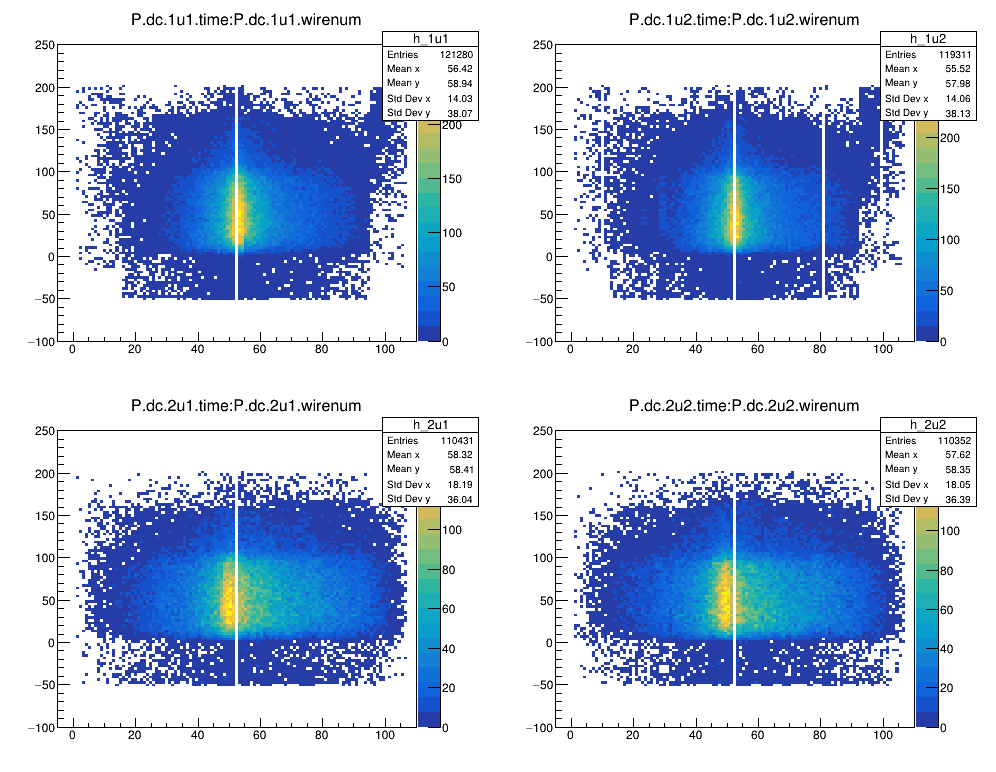 P.dc.1u1.time:P.dc.1u1.wirenum
h_1u1
Entries 121280
Mean x 56.42
Mean y 58.94
Std Dev x 14.03
Std Dev y 38.07
250
200
150
100
50
0
−50
−100
0 20 40 60 80 100
200
150
100
50
0
P.dc.1u2.time:P.dc.1u2.wirenum
h_1u2
Entries 119311
Mean x 55.52
Mean y 57.98
Std Dev x 14.06
Std Dev y 38.13
250
200
150
100
50
0
−50
−100
0 20 40 60 80 100
200
150
100
50
0
P.dc.2u1.time:P.dc.2u1.wirenum
h_2u1
Entries 110431
Mean x 58.32
Mean y 58.41
Std Dev x 18.19
Std Dev y 36.04
250
200
150
100
50
0
−50
−100
0 20 40 60 80 100
100
80
60
40
20
0
P.dc.2u2.time:P.dc.2u2.wirenum
h_2u2
Entries 110352
Mean x 57.62
Mean y 58.35
Std Dev x 18.05
Std Dev y 36.39
250
200
150
100
50
0
−50
−100
0 20 40 60 80 100
100
80
60
40
20
0